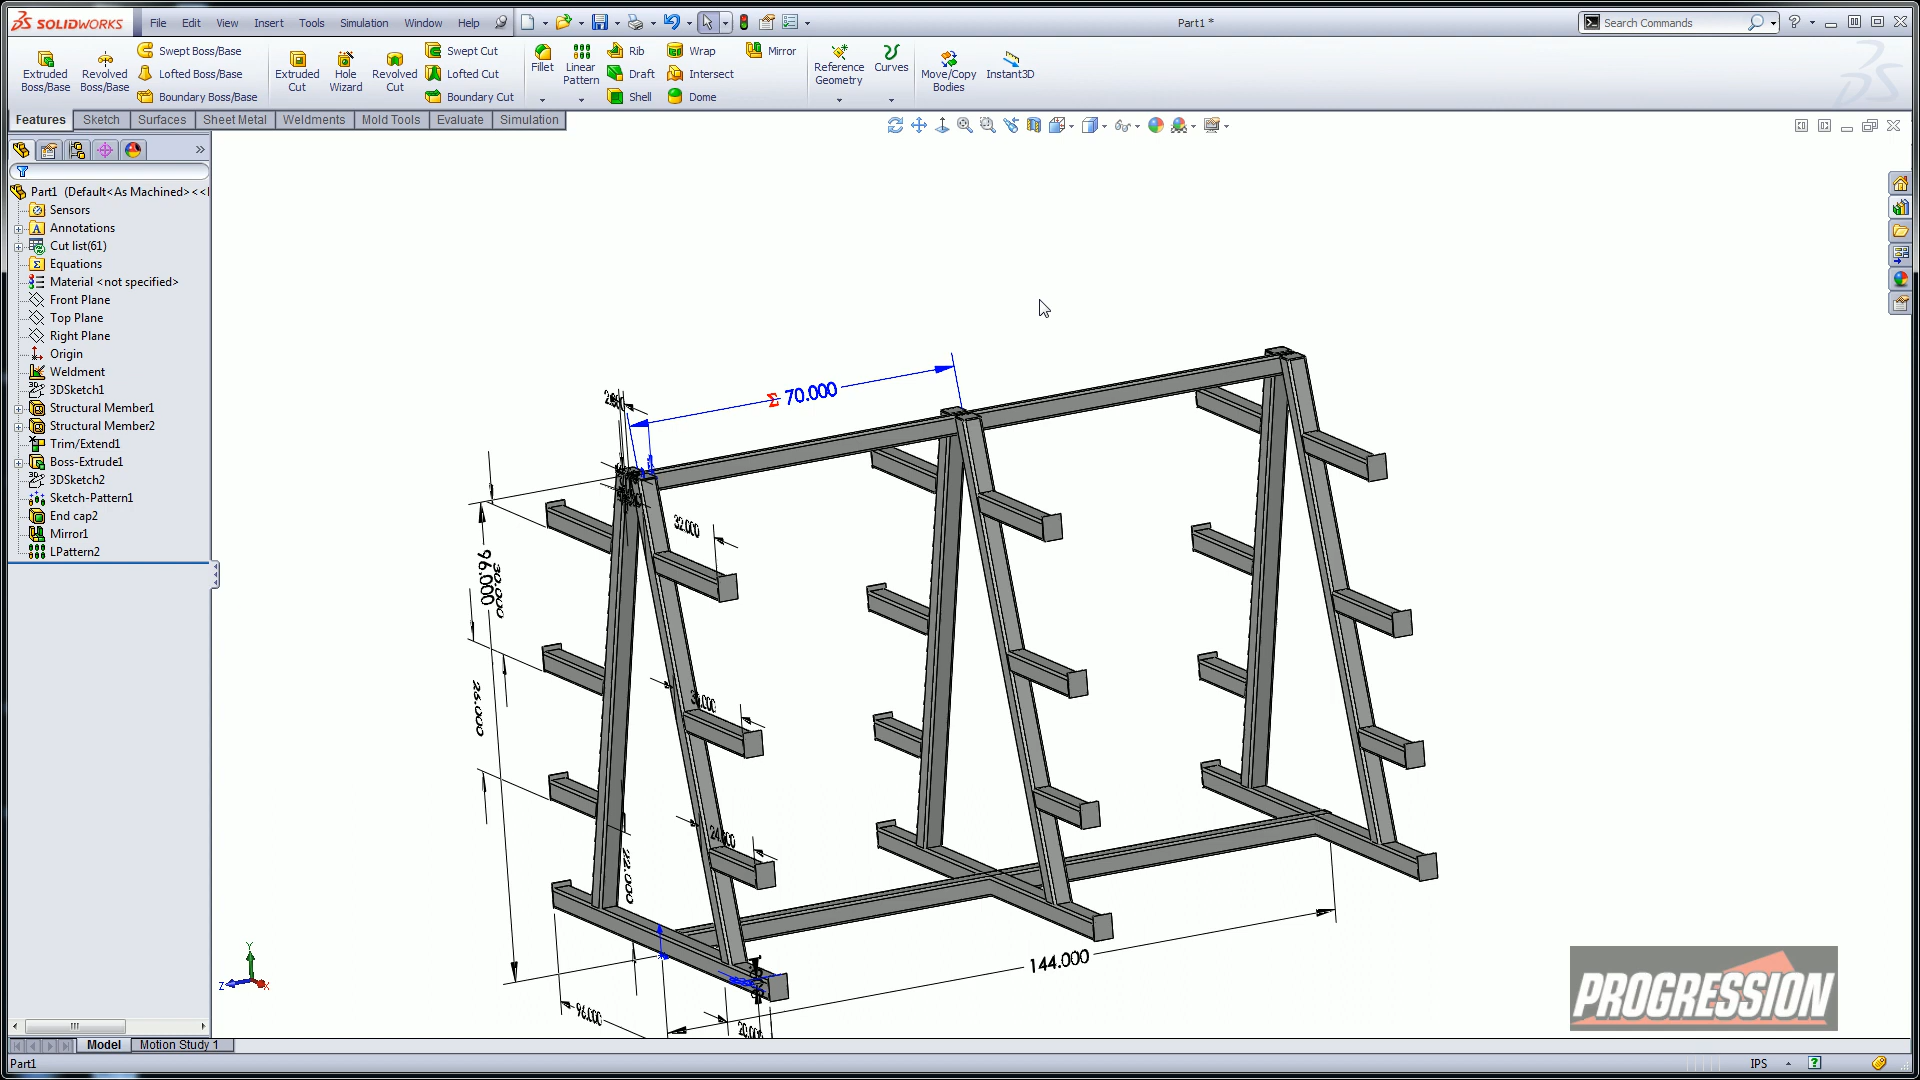 SOLIDWORKS File Edit View Insert Tools Simulation Window Help Part1 * Search Commands
Extruded Boss/Base
Revolved Boss/Base
Swept Boss/Base
Lofted Boss/Base
Boundary Boss/Base
Extruded Cut
Hole Wizard
Revolved Cut
Swept Cut
Lofted Cut
Boundary Cut
Fillet
Linear Pattern
Rib
Draft
Shell
Wrap
Intersect
Dome
Mirror
Reference Geometry
Curves
Move/Copy Bodies
Instant3D
Features Sketch Surfaces Sheet Metal Weldments Mold Tools Evaluate Simulation
Part1 (Default<As Machined><<
Sensors
Annotations
Cut list(61)
Equations
Material <not specified>
Front Plane
Top Plane
Right Plane
Origin
Weldment
3DSketch1
Structural Member1
Structural Member2
Trim/Extend1
Boss-Extrude1
3DSketch2
Sketch-Pattern1
End cap2
Mirror1
LPattern2
Σ 70.000
32.000
96.000
30.000
25.000
22.000
144.000
96.000
20.000
Y
Z
X
PROGRESSION
Model Motion Study 1
Part1 IPS